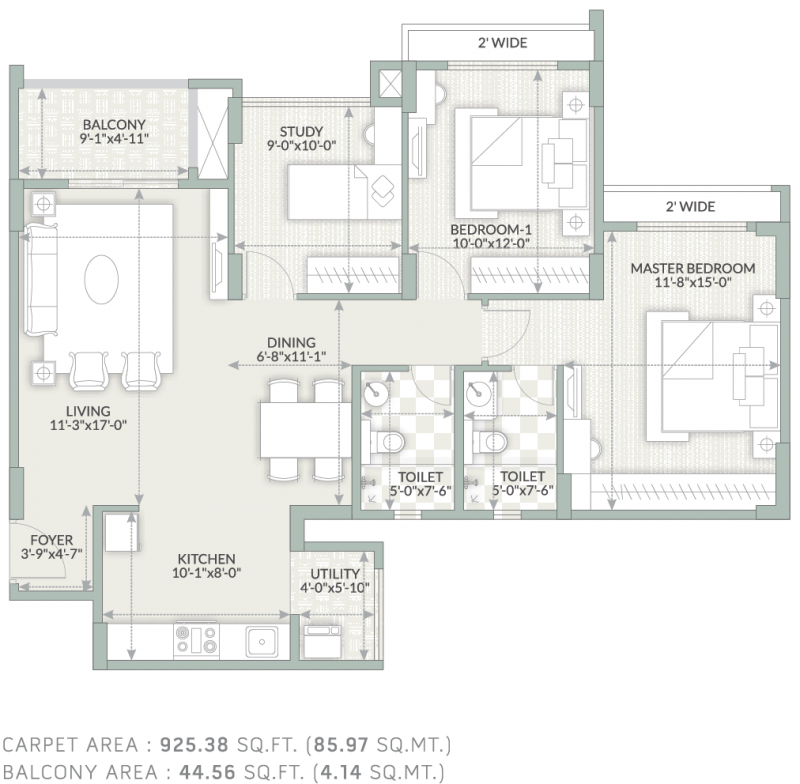 2' WIDE
BALCONY
9'-1"x4'-11"
STUDY
9'-0"x10'-0"
2' WIDE
BEDROOM-1
10'-0"x12'-0"
MASTER BEDROOM
11'-8"x15'-0"
DINING
6'-8"x11'-1"
LIVING
11'-3"x17'-0"
TOILET
5'-0"x7'-6"
TOILET
5'-0"x7'-6"
FOYER
3'-9"x4'-7"
KITCHEN
10'-1"x8'-0"
UTILITY
4'-0"x5'-10"
CARPET AREA : 925.38 SQ.FT. (85.97 SQ.MT.)
BALCONY AREA : 44.56 SQ.FT. (4.14 SQ.MT.)